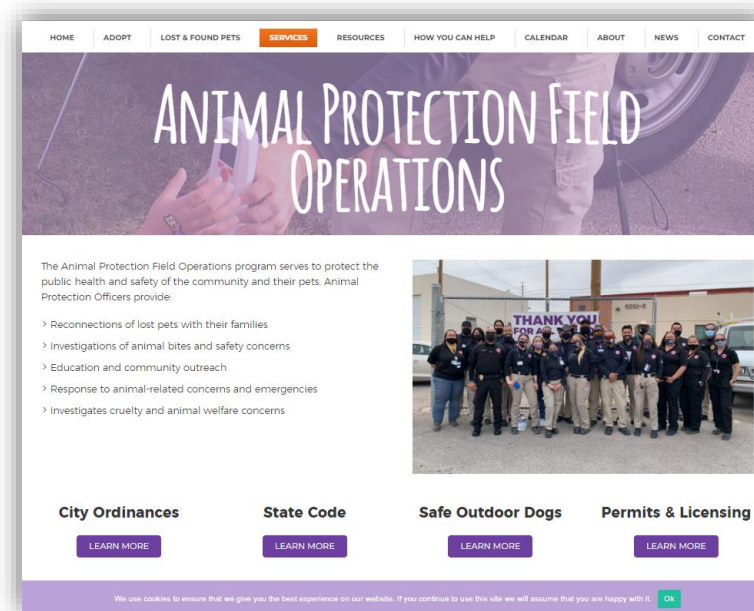 HOME ADOPT LOST & FOUND PETS SERVICES RESOURCES HOW YOU CAN HELP CALENDAR ABOUT NEWS CONTACT
ANIMAL PROTECTION FIELD
OPERATIONS
The Animal Protection Field Operations program serves to protect the
public health and safety of the community and their pets. Animal
Protection Officers provide:
> Reconnections of lost pets with their families
> Investigations of animal bites and safety concerns
> Education and community outreach
> Response to animal-related concerns and emergencies
> Investigates cruelty and animal welfare concerns
THANK YOU
FOR
City Ordinances State Code Safe Outdoor Dogs Permits & Licensing
LEARN MORE LEARN MORE LEARN MORE LEARN MORE
We use cookies to ensure that we give you the best experience on our website. If you continue to use this site we will assume that you are happy with it. Ok